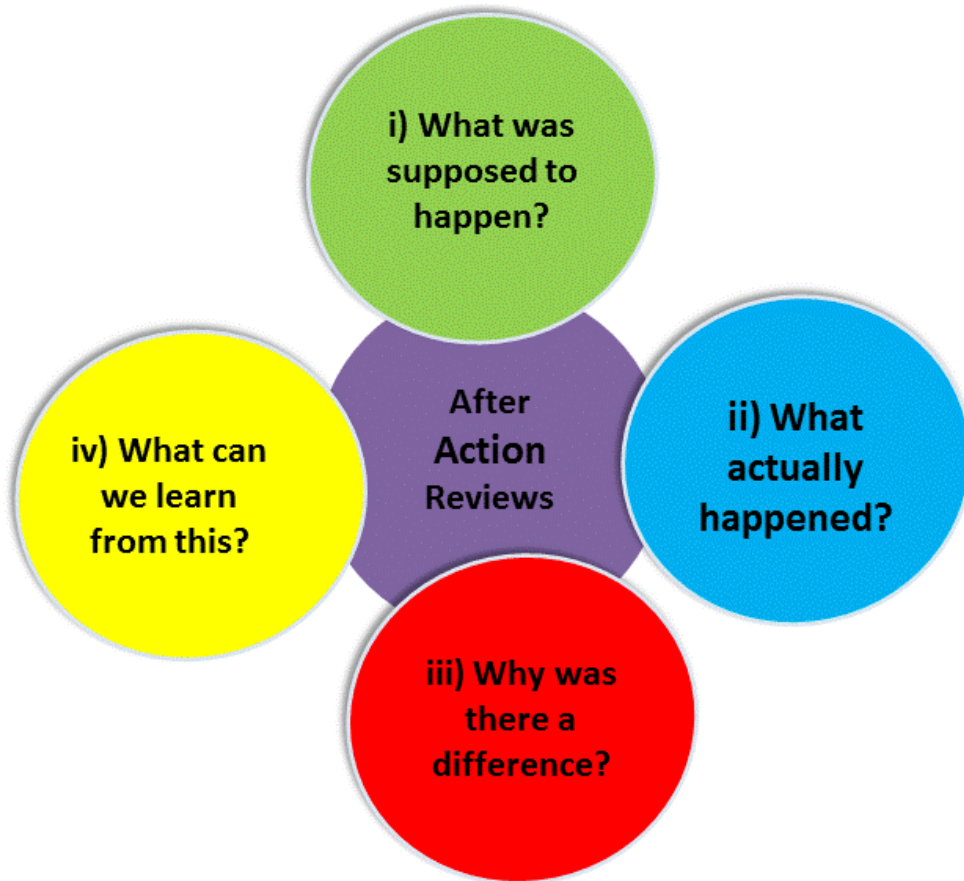 i) What was
supposed to
happen?
After
Action
Reviews
ii) What
actually
happened?
iii) Why was
there a
difference?
iv) What can
we learn
from this?